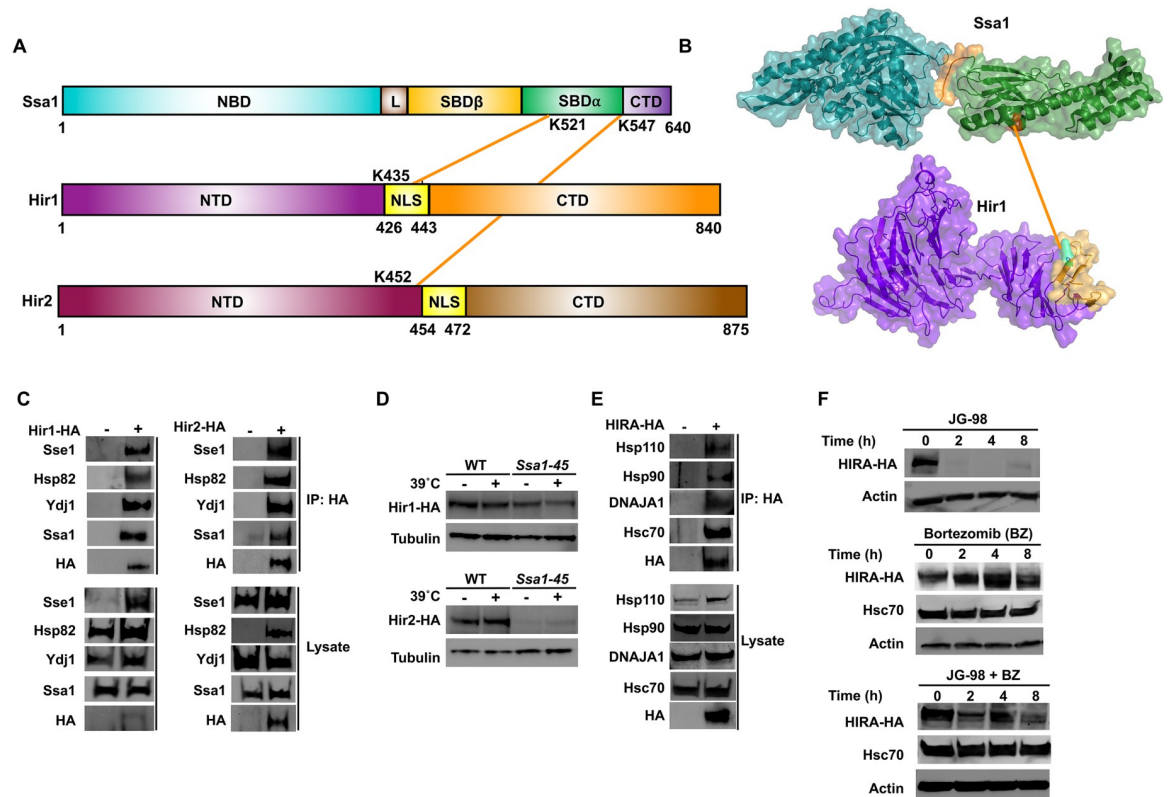 A
Ssa1
NBD
L
SBDβ
SBDα
CTD
1
K521
K547
640
K435
Hir1
NTD
NLS
CTD
1
426
443
840
K452
Hir2
NTD
NLS
CTD
1
454
472
875
B
Ssa1
Hir1
C
Hir1-HA - +
Sse1
Hsp82
Ydj1
Ssa1
HA
Sse1
Hsp82
Ydj1
Ssa1
HA
Hir2-HA - +
Sse1
Hsp82
Ydj1
Ssa1
HA
IP: HA
Sse1
Hsp82
Ydj1
Ssa1
HA
Lysate
D
WT Ssa1-45
39˚C - + - +
Hir1-HA
Tubulin
WT Ssa1-45
39˚C - + - +
Hir2-HA
Tubulin
E
HIRA-HA - +
Hsp110
Hsp90
DNAJA1
Hsc70
HA
IP: HA
Hsp110
Hsp90
DNAJA1
Hsc70
HA
Lysate
F
JG-98
Time (h) 0 2 4 8
HIRA-HA
Actin
Bortezomib (BZ)
Time (h) 0 2 4 8
HIRA-HA
Hsc70
Actin
JG-98 + BZ
Time (h) 0 2 4 8
HIRA-HA
Hsc70
Actin